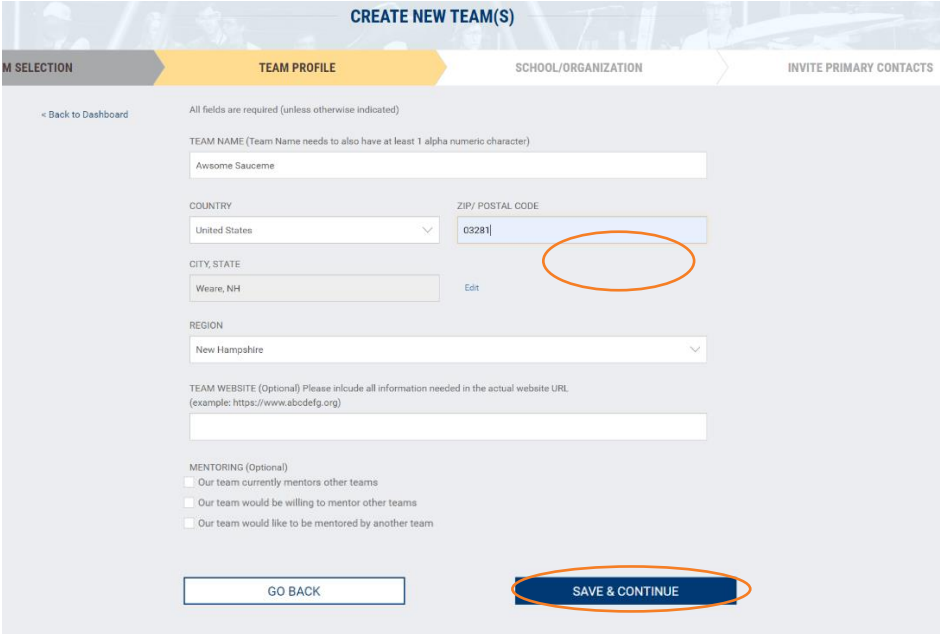 CREATE NEW TEAM(S)
M SELECTION
TEAM PROFILE
SCHOOL/ORGANIZATION
INVITE PRIMARY CONTACTS
< Back to Dashboard
All fields are required (unless otherwise indicated)
TEAM NAME (Team Name needs to also have at least 1 alpha numeric character)
Awsome Sauceme
COUNTRY
ZIP/ POSTAL CODE
United States
03281
CITY, STATE
Weare, NH
Edit
REGION
New Hampshire
TEAM WEBSITE (Optional) Please inlcude all information needed in the actual website URL
(example: https://www.abcdefg.org)
MENTORING (Optional)
Our team currently mentors other teams
Our team would be willing to mentor other teams
Our team would like to be mentored by another team
GO BACK
SAVE & CONTINUE